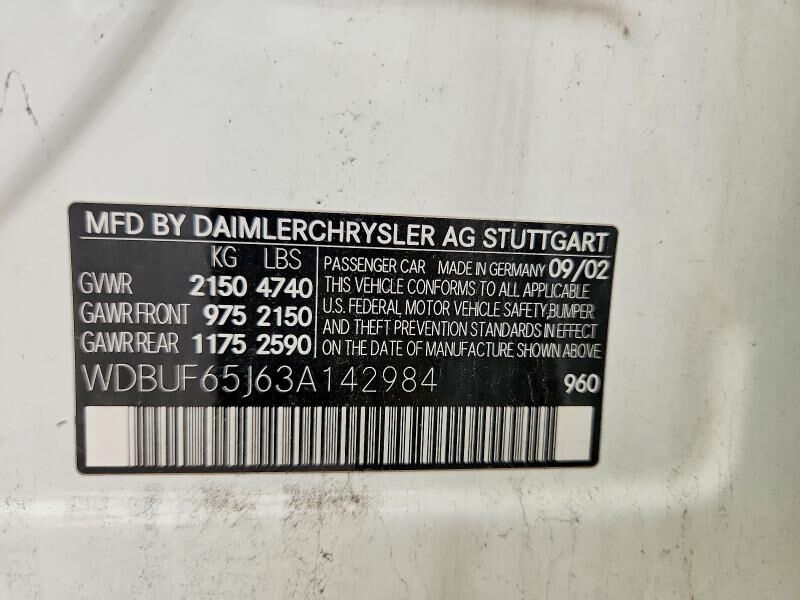 MFD BY DAIMLERCHRYSLER AG STUTTGART
KG LBS
GVWR 2150 4740
GAWR FRONT 975 2150
GAWR REAR 1175 2590
PASSENGER CAR MADE IN GERMANY 09/02
THIS VEHICLE CONFORMS TO ALL APPLICABLE
U.S. FEDERAL MOTOR VEHICLE SAFETY,BUMPER
AND THEFT PREVENTION STANDARDS IN EFFECT
ON THE DATE OF MANUFACTURE SHOWN ABOVE.
WDBUF65J63A142984 960